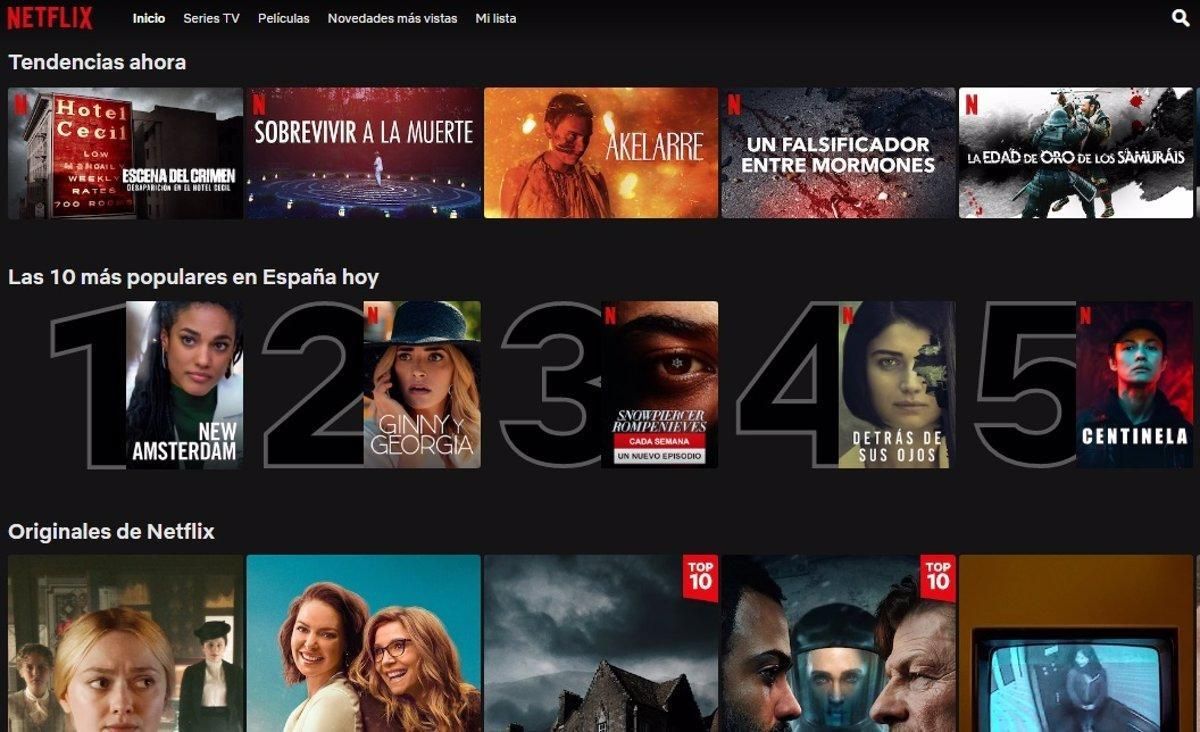 NETFLIX
Inicio Series TV Películas Novedades más vistas Mi lista
Tendencias ahora
Hotel
Cecil
LOW
WEEKLY
RATES
700 ROOMS
ESCENA DEL CRIMEN
DESAPARICIÓN EN EL HOTEL CECIL
SOBREVIVIR A LA MUERTE
AKELARRE
UN FALSIFICADOR
ENTRE MORMONES
LA EDAD DE ORO DE LOS SAMURÁIS
Las 10 más populares en España hoy
1
NEW
AMSTERDAM
2
GINNY Y
GEORGIA
3
SNOWPIERCER
ROMPENIEVES
CADA SEMANA
UN NUEVO EPISODIO
4
DETRÁS DE
SUS OJOS
5
CENTINELA
Originales de Netflix
TOP
10
TOP
10